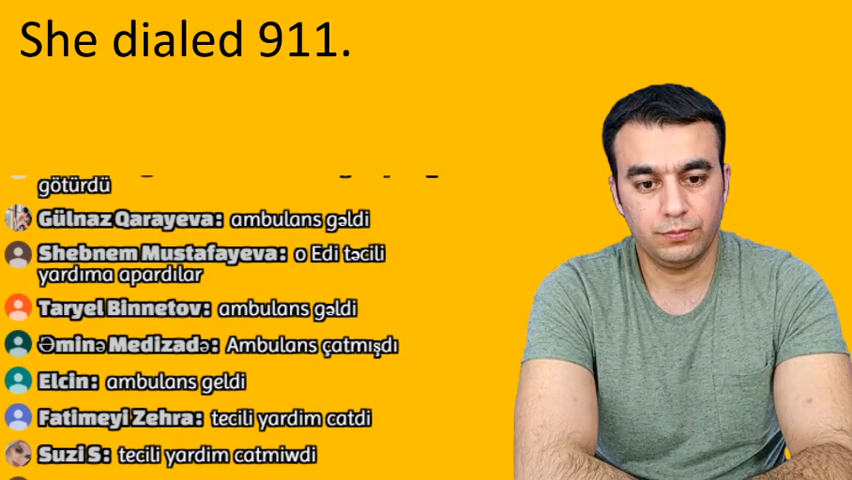 She dialed 911.
götürdü
Gülnaz Qarayeva: ambulans gəldi
Shebnem Mustafayeva: o Edi təcili
yardıma apardılar
Taryel Binnetov: ambulans gəldi
Əminə Medizadə: Ambulans çatmışdı
Elcin: ambulans geldi
Fatimeyi Zehra: tecili yardim catdi
Suzi S: tecili yardim catmiwdi